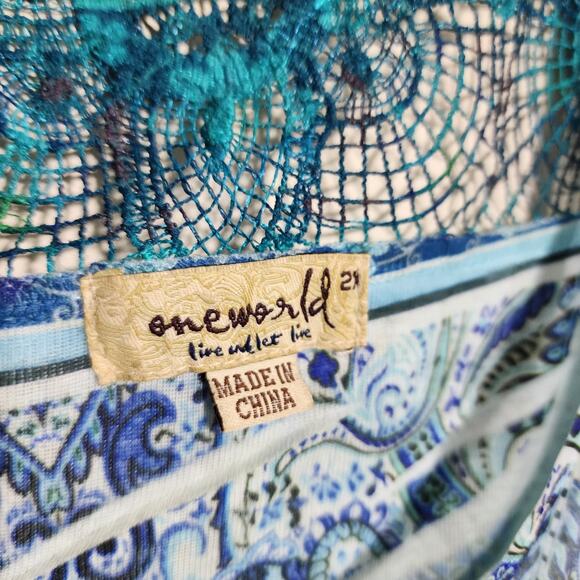 oneworld 2X
live and let live
MADE IN
CHINA